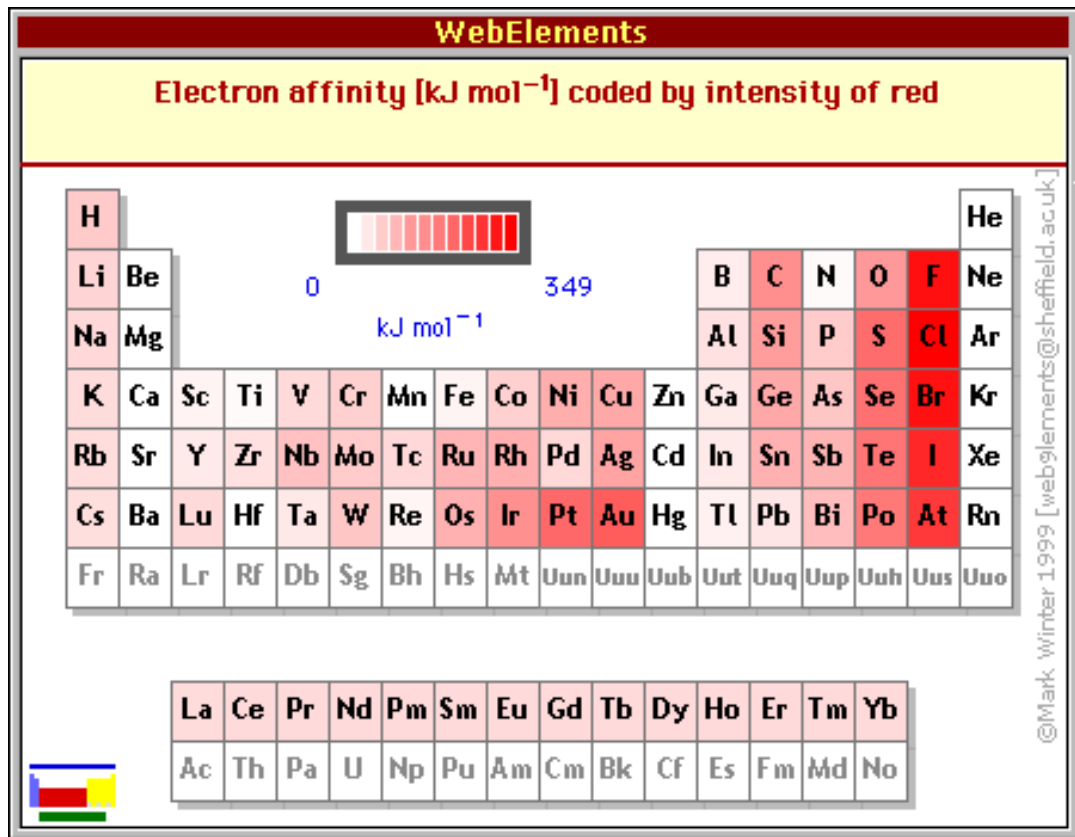 WebElements
Electron affinity [kJ mol⁻¹] coded by intensity of red
H He
Li Be 0 349 B C N O F Ne
kJ mol⁻¹
Na Mg Al Si P S Cl Ar
K Ca Sc Ti V Cr Mn Fe Co Ni Cu Zn Ga Ge As Se Br Kr
Rb Sr Y Zr Nb Mo Tc Ru Rh Pd Ag Cd In Sn Sb Te I Xe
Cs Ba Lu Hf Ta W Re Os Ir Pt Au Hg Tl Pb Bi Po At Rn
Fr Ra Lr Rf Db Sg Bh Hs Mt Uun Uuu Uub Uut Uuq Uup Uuh Uus Uuo
La Ce Pr Nd Pm Sm Eu Gd Tb Dy Ho Er Tm Yb
Ac Th Pa U Np Pu Am Cm Bk Cf Es Fm Md No
©Mark Winter 1999 [web9lements@sheffield.ac.uk]